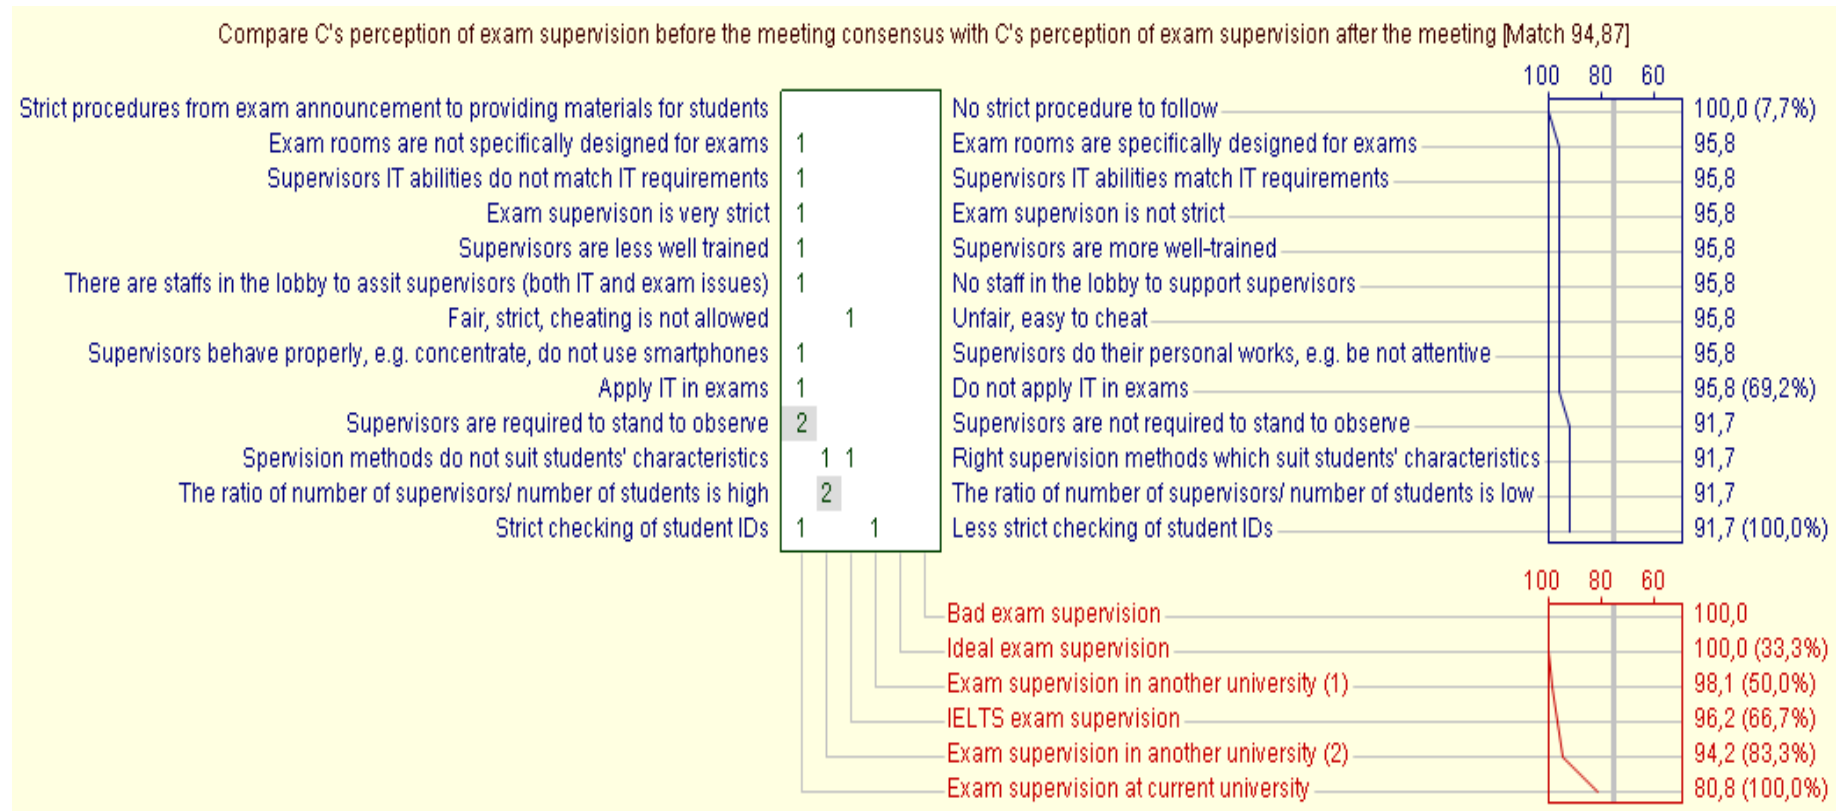 Compare C's perception of exam supervision before the meeting consensus with C's perception of exam supervision after the meeting [Match 94,87]
100 80 60
Strict procedures from exam announcement to providing materials for students No strict procedure to follow 100,0 (7,7%)
Exam rooms are not specifically designed for exams 1 Exam rooms are specifically designed for exams 95,8
Supervisors IT abilities do not match IT requirements 1 Supervisors IT abilities match IT requirements 95,8
Exam supervison is very strict 1 Exam supervison is not strict 95,8
Supervisors are less well trained 1 Supervisors are more well-trained 95,8
There are staffs in the lobby to assit supervisors (both IT and exam issues) 1 No staff in the lobby to support supervisors 95,8
Fair, strict, cheating is not allowed 1 Unfair, easy to cheat 95,8
Supervisors behave properly, e.g. concentrate, do not use smartphones 1 Supervisors do their personal works, e.g. be not attentive 95,8
Apply IT in exams 1 Do not apply IT in exams 95,8 (69,2%)
Supervisors are required to stand to observe 2 Supervisors are not required to stand to observe 91,7
Spervision methods do not suit students' characteristics 1 1 Right supervision methods which suit students' characteristics 91,7
The ratio of number of supervisors/ number of students is high 2 The ratio of number of supervisors/ number of students is low 91,7
Strict checking of student IDs 1 1 Less strict checking of student IDs 91,7 (100,0%)
100 80 60
Bad exam supervision 100,0
Ideal exam supervision 100,0 (33,3%)
Exam supervision in another university (1) 98,1 (50,0%)
IELTS exam supervision 96,2 (66,7%)
Exam supervision in another university (2) 94,2 (83,3%)
Exam supervision at current university 80,8 (100,0%)